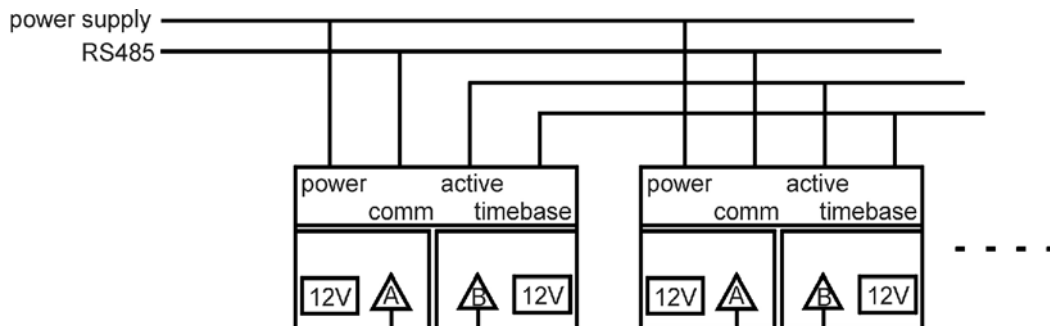 power supply
RS485
power active power active
comm timebase comm timebase
12V A B 12V 12V A B 12V